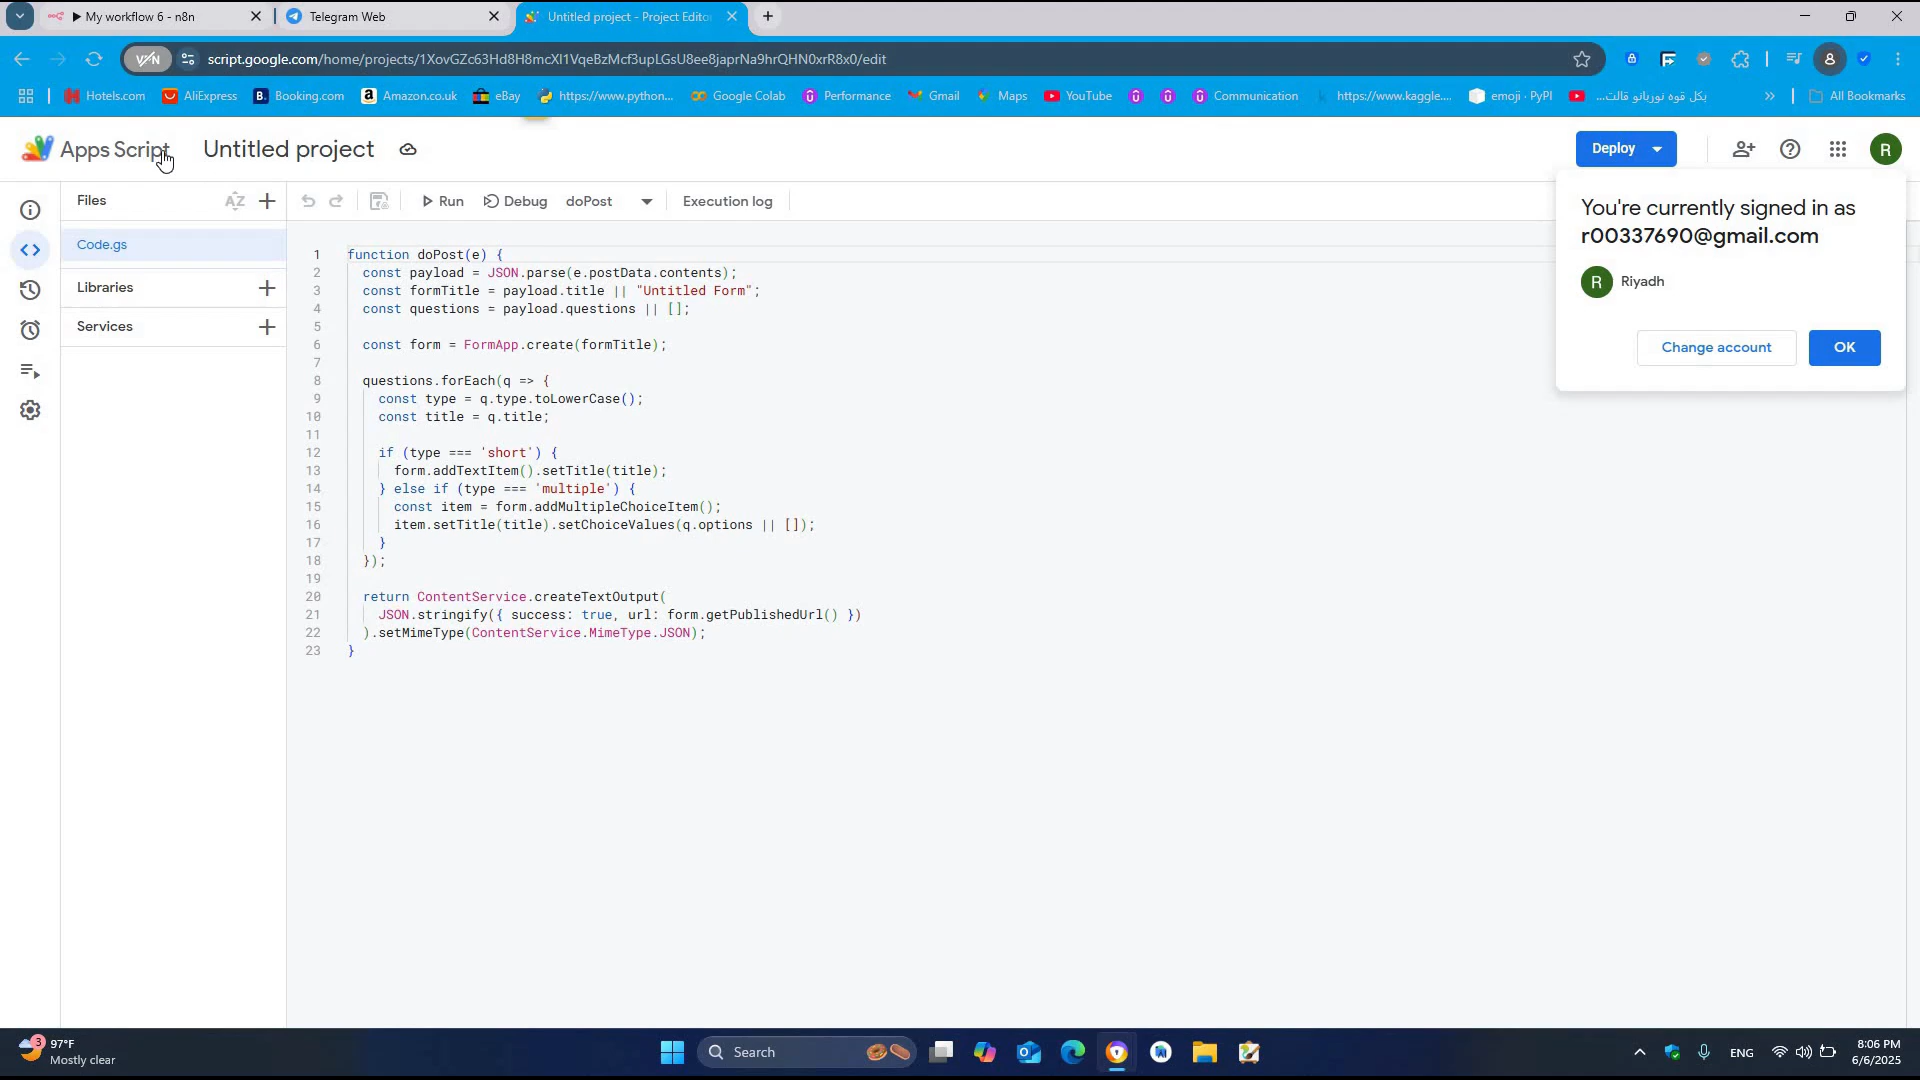 My workflow 6 - n8n
Telegram Web
Untitled project - Project Edito
VPN
script.google.com/home/projects/1XovGZc63Hd8H8mcXl1VqeBzMcf3upLGsU8ee8japrNa9hrQHN0xrR8x0/edit
Hotels.com
AliExpress
Booking.com
Amazon.co.uk
eBay
https://www.python...
Google Colab
Performance
Gmail
Maps
YouTube
Communication
https://www.kaggle....
emoji · PyPI
بكل قوه نوربانو قالت...
All Bookmarks
Apps Script
Untitled project
Deploy
R
Files
AZ
Run
Debug
doPost
Execution log
You're currently signed in as
r00337690@gmail.com
R Riyadh
Change account
OK
Code.gs
Libraries
Services
1 function doPost(e) {
2 const payload = JSON.parse(e.postData.contents);
3 const formTitle = payload.title || "Untitled Form";
4 const questions = payload.questions || [];
5
6 const form = FormApp.create(formTitle);
7
8 questions.forEach(q => {
9 const type = q.type.toLowerCase();
10 const title = q.title;
11
12 if (type === 'short') {
13 form.addTextItem().setTitle(title);
14 } else if (type === 'multiple') {
15 const item = form.addMultipleChoiceItem();
16 item.setTitle(title).setChoiceValues(q.options || []);
17 }
18 });
19
20 return ContentService.createTextOutput(
21 JSON.stringify({ success: true, url: form.getPublishedUrl() })
22 ).setMimeType(ContentService.MimeType.JSON);
23 }
3
97°F
Mostly clear
Search
ENG
8:06 PM
6/6/2025